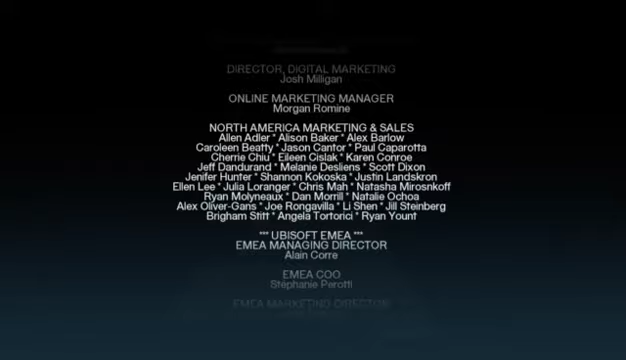 DIRECTOR, DIGITAL MARKETING
Josh Milligan
ONLINE MARKETING MANAGER
Morgan Romine
NORTH AMERICA MARKETING & SALES
Allen Adler * Alison Baker * Alex Barlow
Caroleen Beatty * Jason Cantor * Paul Caparotta
Cherrie Chiu * Eileen Cislak * Karen Conroe
Jeff Dandurand * Melanie Desliens * Scott Dixon
Jenifer Hunter * Shannon Kokoska * Justin Landskron
Ellen Lee * Julia Loranger * Chris Mah * Natasha Mirosnkoff
Ryan Molyneaux * Dan Morrill * Natalie Ochoa
Alex Oliver-Gans * Joe Rongavilla * Li Shen * Jill Steinberg
Brigham Stitt * Angela Tortorici * Ryan Yount
*** UBISOFT EMEA ***
EMEA MANAGING DIRECTOR
Alain Corre
EMEA COO
Stéphanie Perotti
EMEA MARKETING DIRECTOR